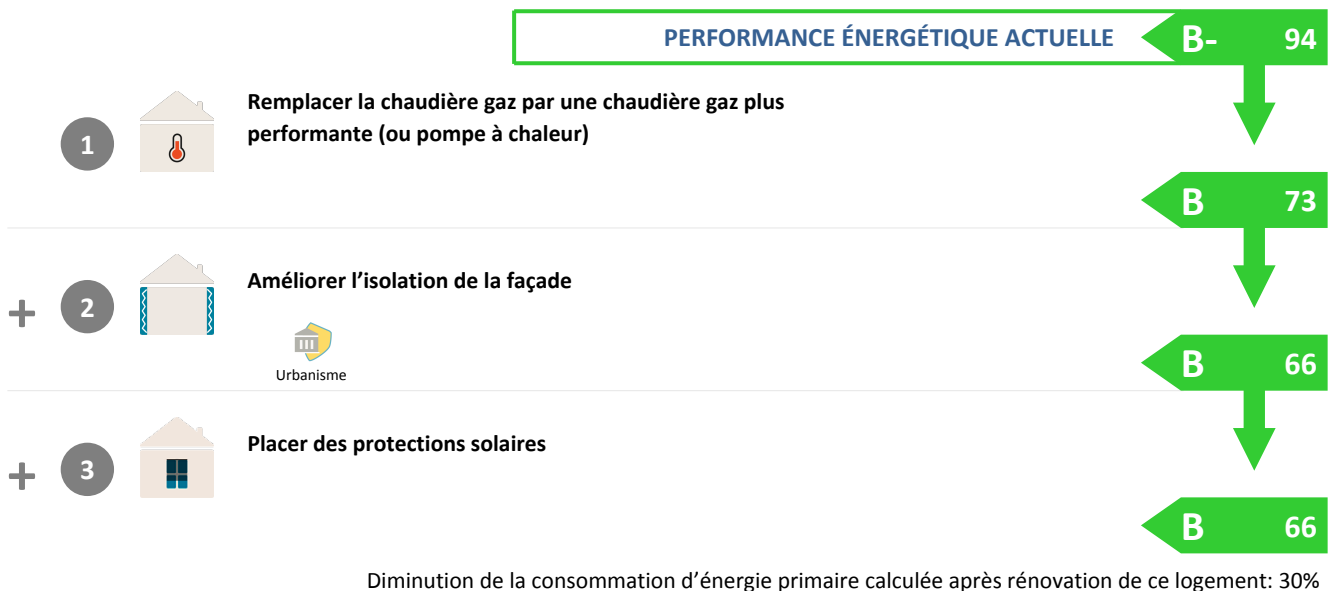 PERFORMANCE ÉNERGÉTIQUE ACTUELLE B- 94
1 Remplacer la chaudière gaz par une chaudière gaz plus
performante (ou pompe à chaleur)
B 73
+ 2 Améliorer l’isolation de la façade
Urbanisme
B 66
+ 3 Placer des protections solaires
B 66
Diminution de la consommation d’énergie primaire calculée après rénovation de ce logement: 30%